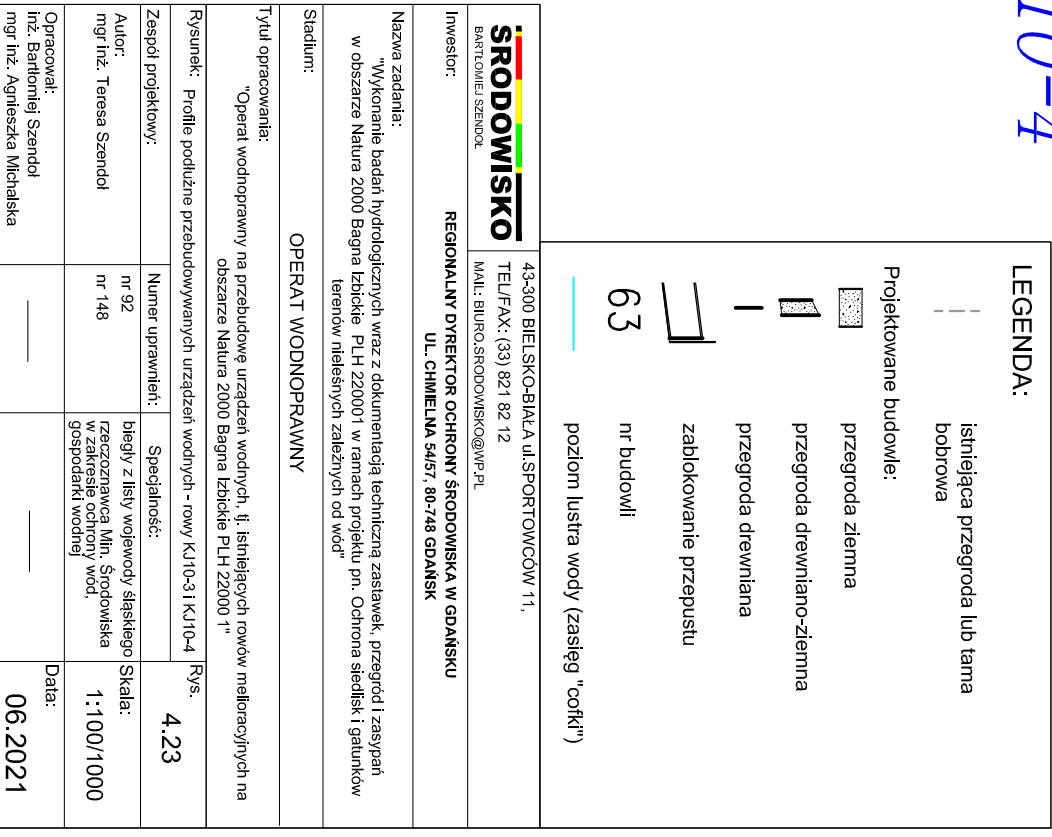 10-4
LEGENDA:
istniejąca przegroda lub tama
bobrowa
Projektowane budowle:
przegroda ziemna
przegroda drewniano-ziemna
przegroda drewniana
zablokowanie przepustu
63
nr budowli
poziom lustra wody (zasięg "cofki")
ŚRODOWISKO
BARTŁOMIEJ SZENDOŁ
43-300 BIELSKO-BIAŁA ul.SPORTOWCÓW 11,
TEL/FAX: (33) 821 82 12
MAIL: BIURO.SRODOWISKO@WP.PL
Inwestor:
REGIONALNY DYREKTOR OCHRONY ŚRODOWISKA W GDAŃSKU
UL. CHMIELNA 54/57, 80-748 GDAŃSK
Nazwa zadania:
"Wykonanie badań hydrologicznych wraz z dokumentacją techniczną zastawek, przegród i zasypań
w obszarze Natura 2000 Bagna Izbickie PLH 220001 w ramach projektu pn. Ochrona siedlisk i gatunków
terenów nieleśnych zależnych od wód"
Stadium:
OPERAT WODNOPRAWNY
Tytuł opracowania:
"Operat wodnoprawny na przebudowę urządzeń wodnych, tj. istniejących rowów melioracyjnych na
obszarze Natura 2000 Bagna Izbickie PLH 220001"
Rysunek: Profile podłużne przebudowywanych urządzeń wodnych - rowy KJ10-3 i KJ10-4
Rys.
4.23
Zespół projektowy:
Numer uprawnień:
Specjalność:
Autor:
mgr inż. Teresa Szendoł
nr 92
nr 148
biegły z listy wojewody śląskiego
rzeczoznawca Min. Środowiska
w zakresie ochrony wód,
gospodarki wodnej
Skala:
1:100/1000
Opracował:
inż. Bartłomiej Szendoł
mgr inż. Agnieszka Michalska
Data:
06.2021